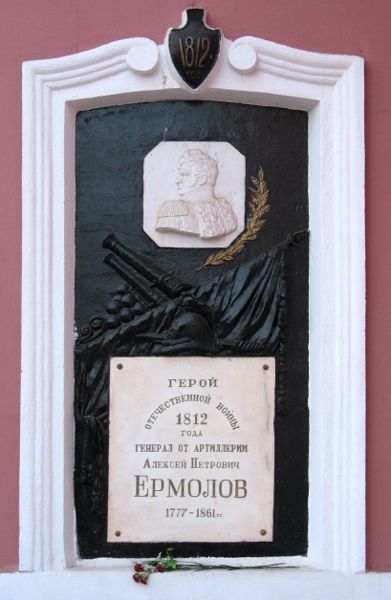 1812
ГЕРОЙ
ОТЕЧЕСТВЕННОЙ ВОЙНЫ
1812
ГОДА
ГЕНЕРАЛ ОТ АРТИЛЛЕРИИ
АЛЕКСЕЙ ПЕТРОВИЧ
ЕРМОЛОВ
1777-1861 гг.